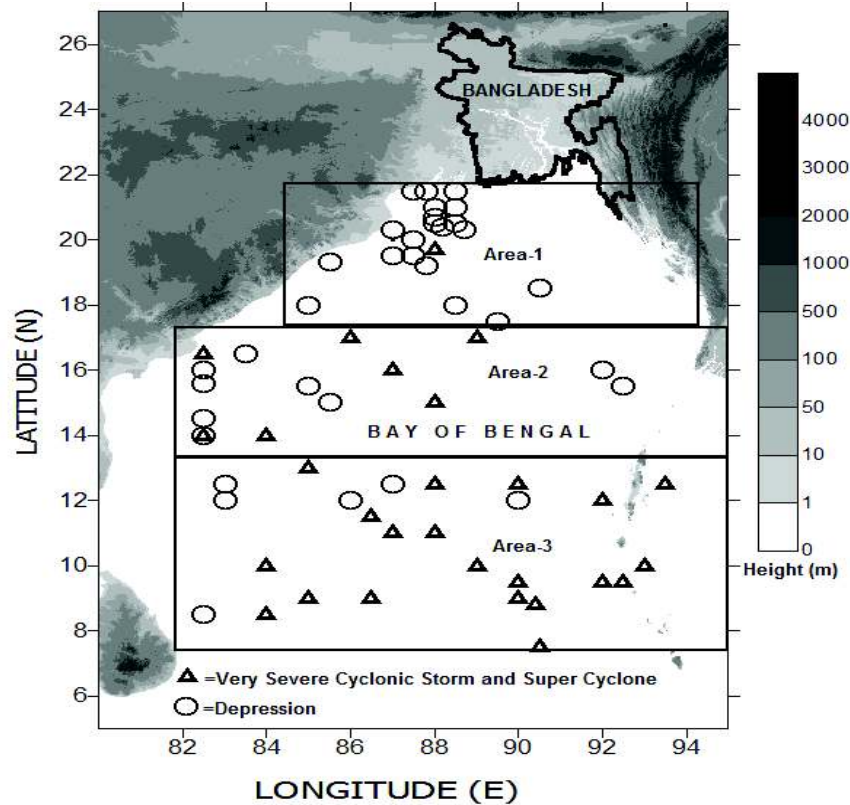 26
24
22
20
18
16
14
12
10
8
6
LATITUDE (N)
BANGLADESH
Area-1
Area-2
BAY OF BENGAL
Area-3
=Very Severe Cyclonic Storm and Super Cyclone
=Depression
82 84 86 88 90 92 94
LONGITUDE (E)
4000
3000
2000
1000
500
100
50
10
1
0
Height (m)